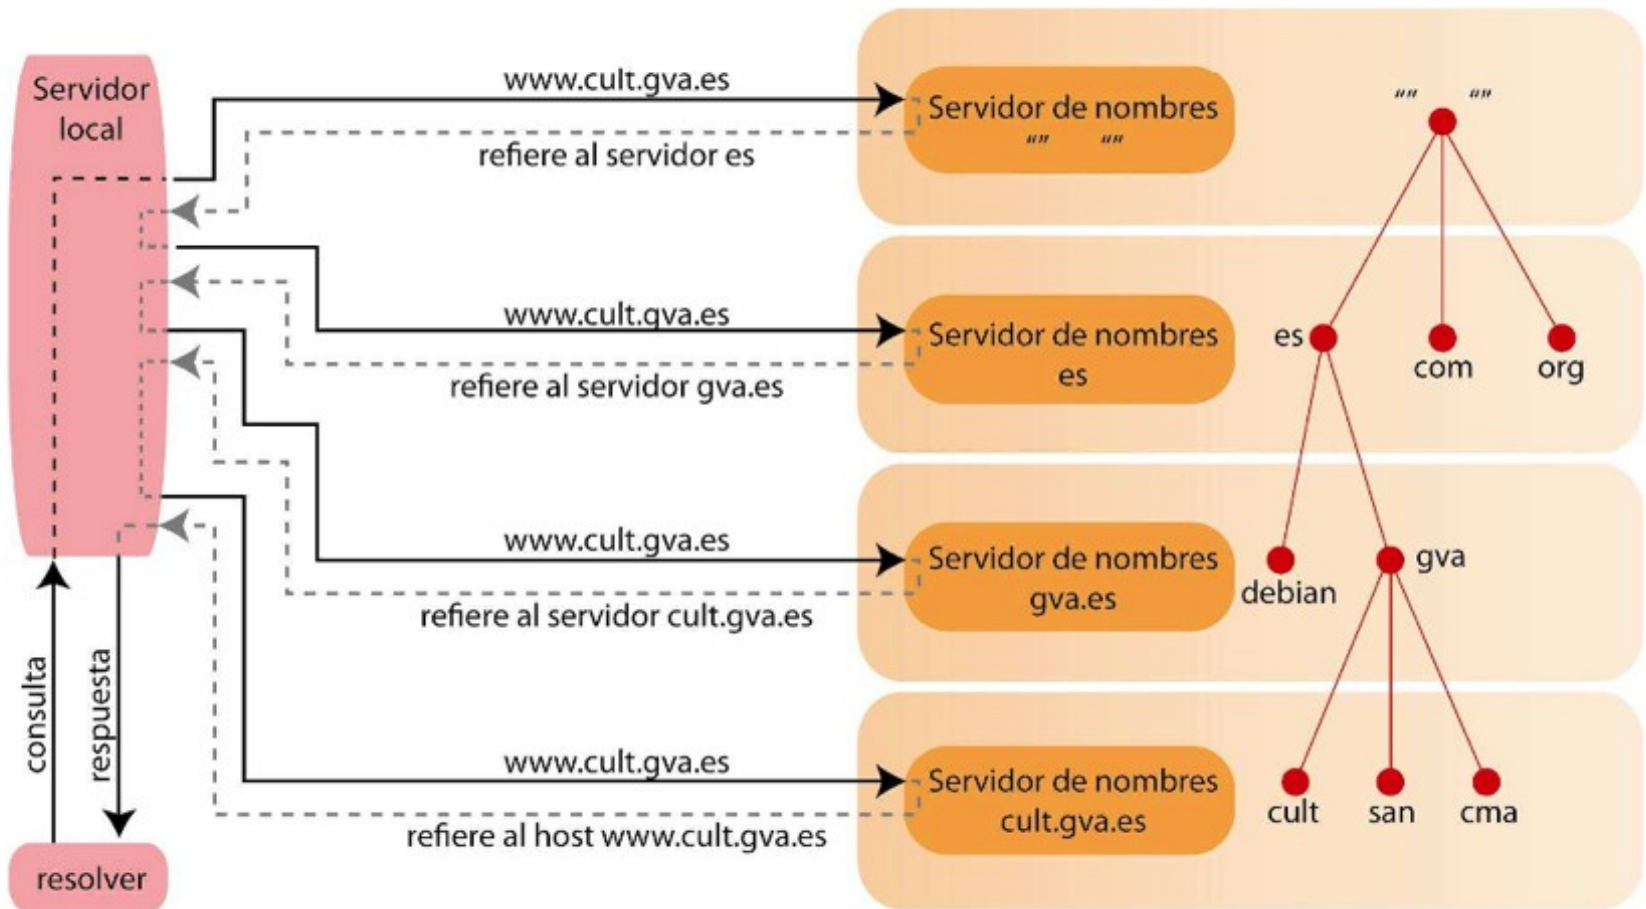 Servidor
local
www.cult.gva.es
refiere al servidor es
Servidor de nombres
“” “”
“” “”
www.cult.gva.es
refiere al servidor gva.es
Servidor de nombres
es
es
com
org
www.cult.gva.es
refiere al servidor cult.gva.es
Servidor de nombres
gva.es
debian
gva
consulta
respuesta
www.cult.gva.es
refiere al host www.cult.gva.es
Servidor de nombres
cult.gva.es
cult
san
cma
resolver